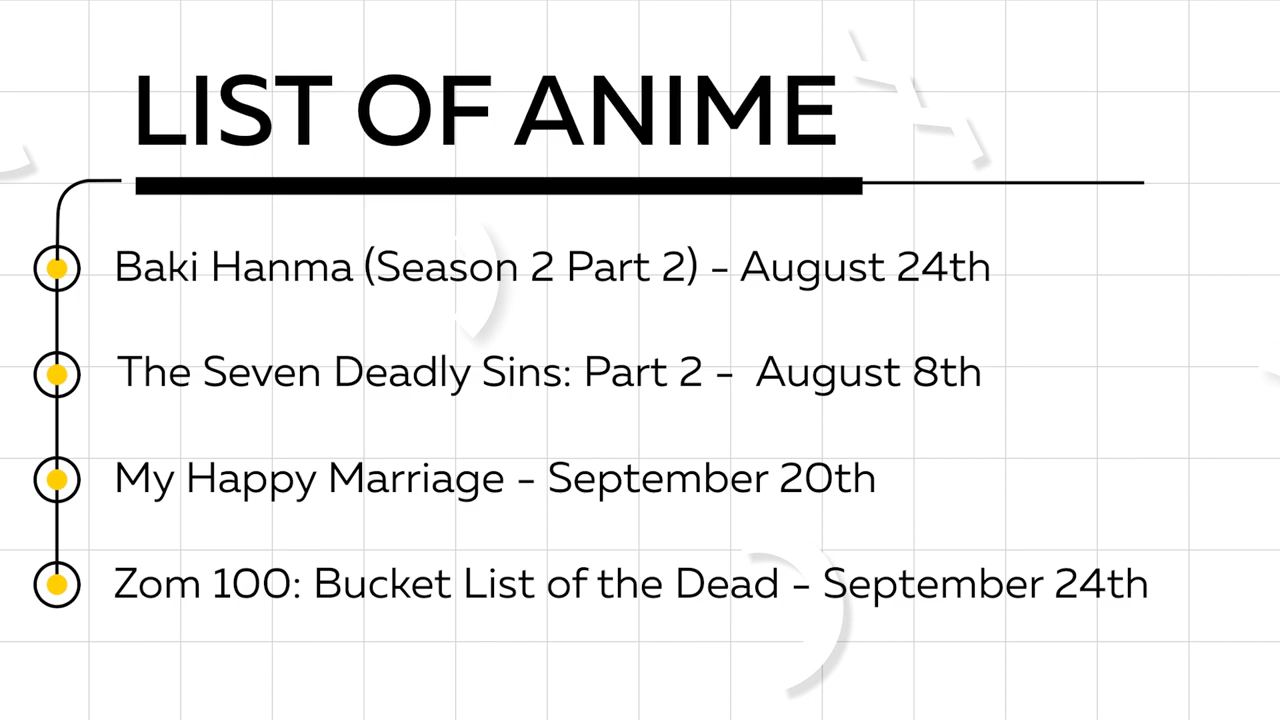 LIST OF ANIME
Baki Hanma (Season 2 Part 2) - August 24th
The Seven Deadly Sins: Part 2 - August 8th
My Happy Marriage - September 20th
Zom 100: Bucket List of the Dead - September 24th